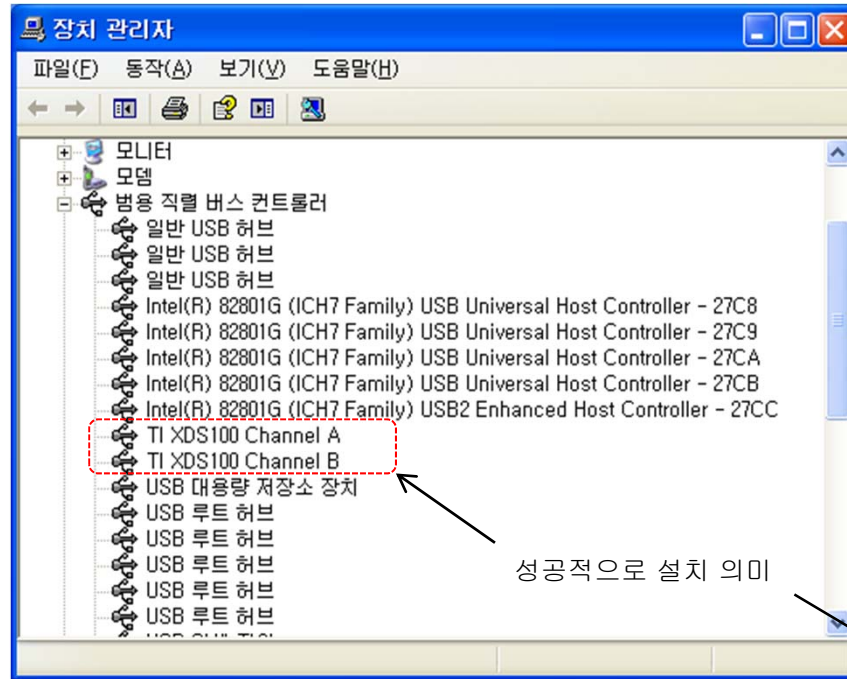 장치 관리자
파일(F) 동작(A) 보기(V) 도움말(H)
모니터
모뎀
범용 직렬 버스 컨트롤러
일반 USB 허브
일반 USB 허브
일반 USB 허브
Intel(R) 82801G (ICH7 Family) USB Universal Host Controller - 27C8
Intel(R) 82801G (ICH7 Family) USB Universal Host Controller - 27C9
Intel(R) 82801G (ICH7 Family) USB Universal Host Controller - 27CA
Intel(R) 82801G (ICH7 Family) USB Universal Host Controller - 27CB
Intel(R) 82801G (ICH7 Family) USB2 Enhanced Host Controller - 27CC
TI XDS100 Channel A
TI XDS100 Channel B
USB 대용량 저장소 장치
USB 루트 허브
USB 루트 허브
USB 루트 허브
성공적으로 설치 의미
USB 루트 허브
USB 루트 허브